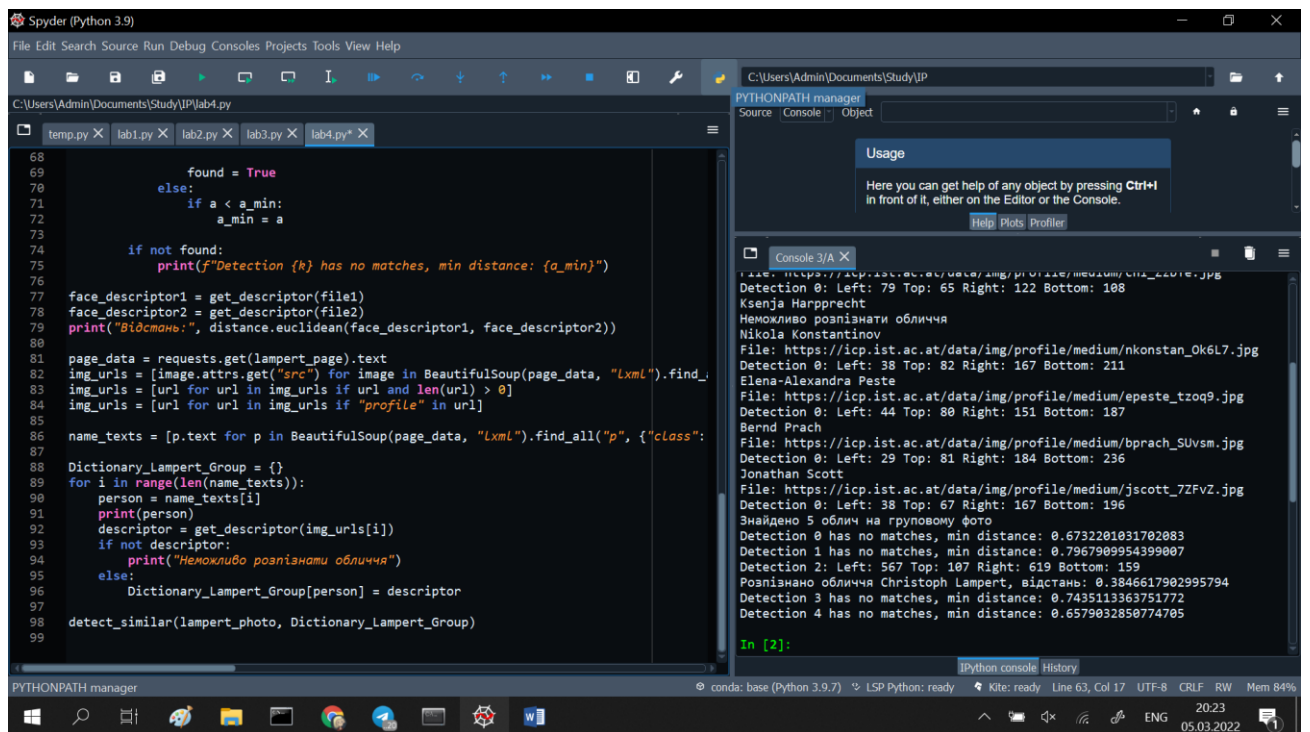 Spyder (Python 3.9)
File Edit Search Source Run Debug Consoles Projects Tools View Help
C:\Users\Admin\Documents\Study\IP
C:\Users\Admin\Documents\Study\IP\lab4.py
PYTHONPATH manager
Source Console Object
temp.py lab1.py lab2.py lab3.py lab4.py*
68
69 found = True
70 else:
71 if a < a_min:
72 a_min = a
73
74 if not found:
75 print(f"Detection {k} has no matches, min distance: {a_min}")
76
77 face_descriptor1 = get_descriptor(file1)
78 face_descriptor2 = get_descriptor(file2)
79 print("Відстань:", distance.euclidean(face_descriptor1, face_descriptor2))
80
81 page_data = requests.get(lampert_page).text
82 img_urls = [image.attrs.get("src") for image in BeautifulSoup(page_data, "lxml").find_
83 img_urls = [url for url in img_urls if url and len(url) > 0]
84 img_urls = [url for url in img_urls if "profile" in url]
85
86 name_texts = [p.text for p in BeautifulSoup(page_data, "lxml").find_all("p", {"class":
87
88 Dictionary_Lampert_Group = {}
89 for i in range(len(name_texts)):
90 person = name_texts[i]
91 print(person)
92 descriptor = get_descriptor(img_urls[i])
93 if not descriptor:
94 print("Неможливо розпізнати обличчя")
95 else:
96 Dictionary_Lampert_Group[person] = descriptor
97
98 detect_similar(lampert_photo, Dictionary_Lampert_Group)
99
Usage
Here you can get help of any object by pressing Ctrl+I
in front of it, either on the Editor or the Console.
Help Plots Profiler
Console 3/A
Detection 0: Left: 79 Top: 65 Right: 122 Bottom: 108
Ksenja Harpprecht
Неможливо розпізнати обличчя
Nikola Konstantinov
File: https://icp.ist.ac.at/data/img/profile/medium/nkonstan_Ok6L7.jpg
Detection 0: Left: 38 Top: 82 Right: 167 Bottom: 211
Elena-Alexandra Peste
File: https://icp.ist.ac.at/data/img/profile/medium/epeste_tzoq9.jpg
Detection 0: Left: 44 Top: 80 Right: 151 Bottom: 187
Bernd Prach
File: https://icp.ist.ac.at/data/img/profile/medium/bprach_SUvsm.jpg
Detection 0: Left: 29 Top: 81 Right: 184 Bottom: 236
Jonathan Scott
File: https://icp.ist.ac.at/data/img/profile/medium/jscott_7ZFvZ.jpg
Detection 0: Left: 38 Top: 67 Right: 167 Bottom: 196
Знайдено 5 облич на груповому фото
Detection 0 has no matches, min distance: 0.6732201031702083
Detection 1 has no matches, min distance: 0.7967909954399007
Detection 2: Left: 567 Top: 107 Right: 619 Bottom: 159
Розпізнано обличчя Christoph Lampert, відстань: 0.3846617902995794
Detection 3 has no matches, min distance: 0.7435113363751772
Detection 4 has no matches, min distance: 0.6579032850774705
In [2]:
IPython console History
PYTHONPATH manager
conda: base (Python 3.9.7) LSP Python: ready Kite: ready Line 63, Col 17 UTF-8 CRLF RW Mem 84%
ENG
20:23
05.03.2022